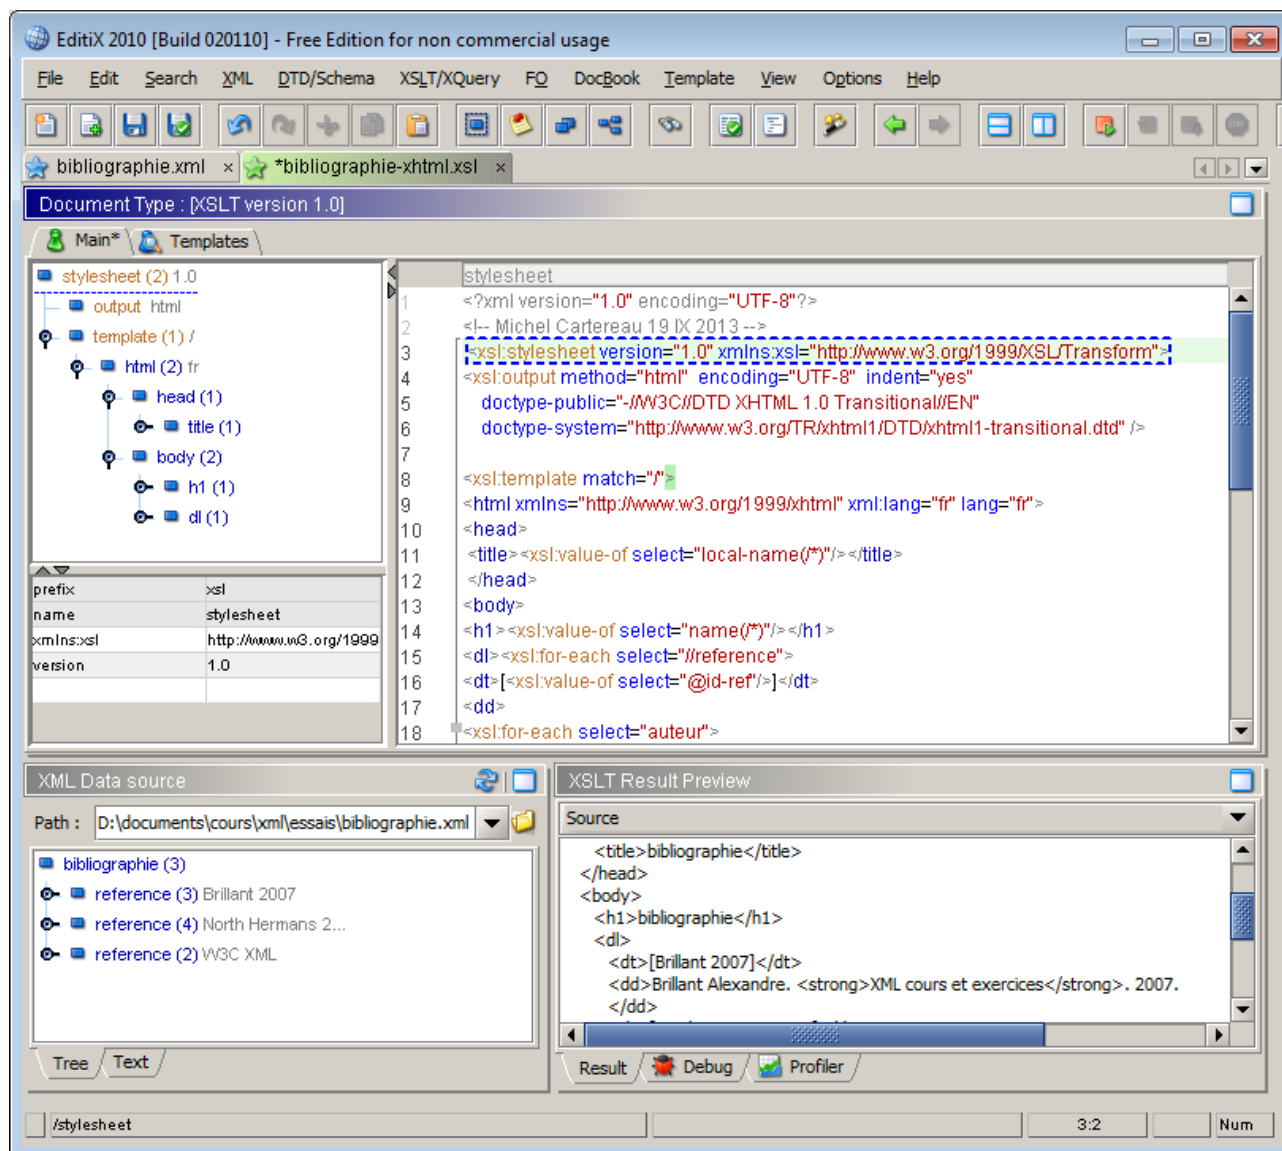 EditiX 2010 [Build 020110] - Free Edition for non commercial usage
File Edit Search XML DTD/Schema XSLT/XQuery FO DocBook Template View Options Help
bibliographie.xml × *bibliographie-xhtml.xsl ×
Document Type : [XSLT version 1.0]
Main* Templates
stylesheet (2) 1.0
output html
template (1) /
html (2) fr
head (1)
title (1)
body (2)
h1 (1)
dl (1)
prefix xsl
name stylesheet
xmlns:xsl http://www.w3.org/1999
version 1.0
stylesheet
1 <?xml version="1.0" encoding="UTF-8"?>
2 <!-- Michel Cartereau 19 IX 2013 -->
3 <xsl:stylesheet version="1.0" xmlns:xsl="http://www.w3.org/1999/XSL/Transform">
4 <xsl:output method="html" encoding="UTF-8" indent="yes"
5 doctype-public="-//W3C//DTD XHTML 1.0 Transitional//EN"
6 doctype-system="http://www.w3.org/TR/xhtml1/DTD/xhtml1-transitional.dtd" />
7
8 <xsl:template match="/">
9 <html xmlns="http://www.w3.org/1999/xhtml" xml:lang="fr" lang="fr">
10 <head>
11 <title><xsl:value-of select="local-name(/*)"/></title>
12 </head>
13 <body>
14 <h1><xsl:value-of select="name(/*)"/></h1>
15 <dl><xsl:for-each select="//reference">
16 <dt>[<xsl:value-of select="@id-ref"/>]</dt>
17 <dd>
18 <xsl:for-each select="auteur">
XML Data source
Path : D:\documents\cours\xml\essais\bibliographie.xml
bibliographie (3)
reference (3) Brillant 2007
reference (4) North Hermans 2...
reference (2) W3C XML
Tree Text
XSLT Result Preview
Source
<title>bibliographie</title>
</head>
<body>
<h1>bibliographie</h1>
<dl>
<dt>[Brillant 2007]</dt>
<dd>Brillant Alexandre. <strong>XML cours et exercices</strong>. 2007.
</dd>
Result Debug Profiler
/stylesheet 3:2 Num